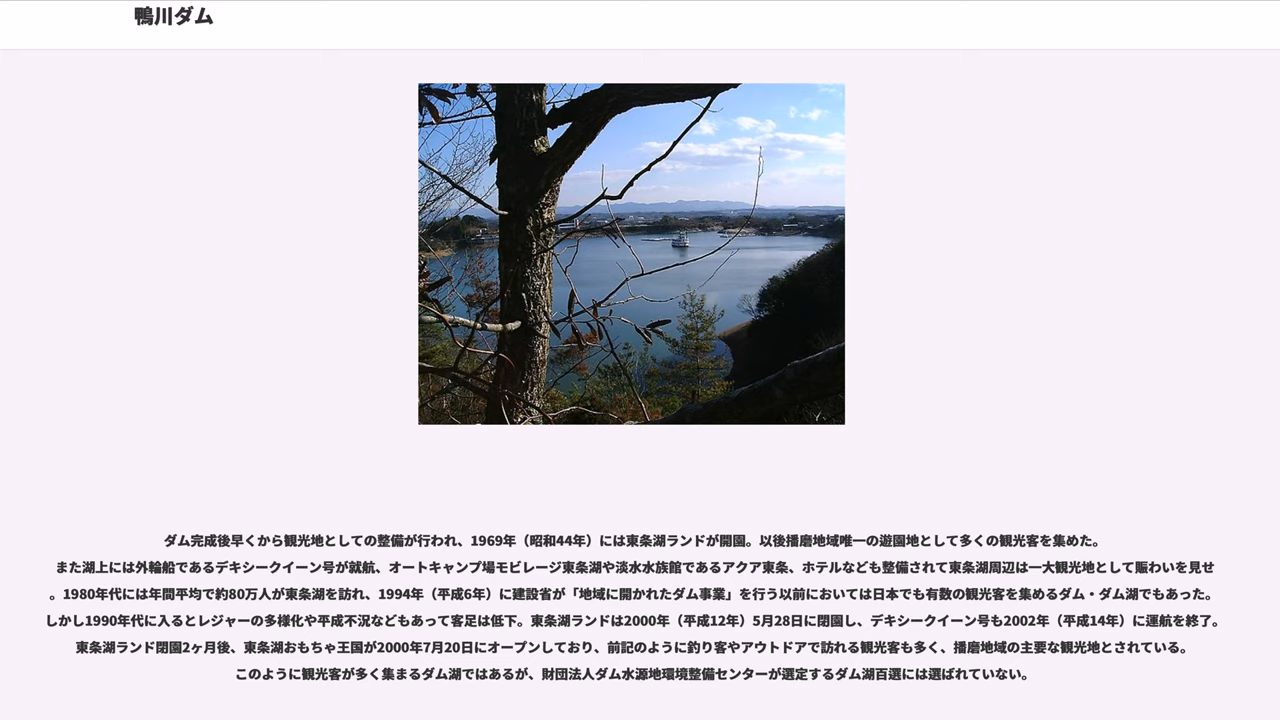 鴨川ダム
ダム完成後早くから観光地としての整備が行われ、1969年（昭和44年）には東条湖ランドが開園。以後播磨地域唯一の遊園地として多くの観光客を集めた。
また湖上には外輪船であるデキシークイーン号が就航、オートキャンプ場モビレージ東条湖や淡水水族館であるアクア東条、ホテルなども整備されて東条湖周辺は一大観光地として賑わいを見せ
。1980年代には年間平均で約80万人が東条湖を訪れ、1994年（平成6年）に建設省が「地域に開かれたダム事業」を行う以前においては日本でも有数の観光客を集めるダム・ダム湖でもあった。
しかし1990年代に入るとレジャーの多様化や平成不況などもあって客足は低下。東条湖ランドは2000年（平成12年）5月28日に閉園し、デキシークイーン号も2002年（平成14年）に運航を終了。
東条湖ランド閉園2ヶ月後、東条湖おもちゃ王国が2000年7月20日にオープンしており、前記のように釣り客やアウトドアで訪れる観光客も多く、播磨地域の主要な観光地とされている。
このように観光客が多く集まるダム湖ではあるが、財団法人ダム水源地環境整備センターが選定するダム湖百選には選ばれていない。